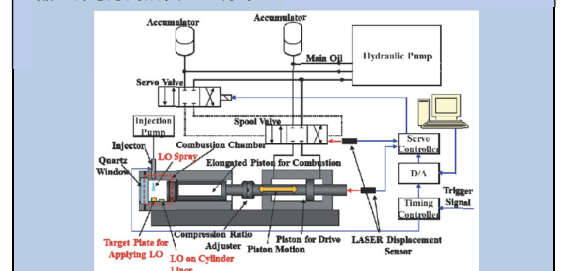 Accumulator
Accumulator
Main Oil
Hydraulic Pump
Servo Valve
Injection
Pump
Spool Valve
Injector
Combustion Chamber
Servo
Controller
Quartz
Window
LO Spray
Elongated Piston for Combustion
D/A
Trigger
Signal
Timing
Controller
Compression Ratio
Adjuster
Piston for Drive
Piston Motion
LASER Displacement
Sensor
Target Plate for
Applying LO
LO on Cylinder
Liner